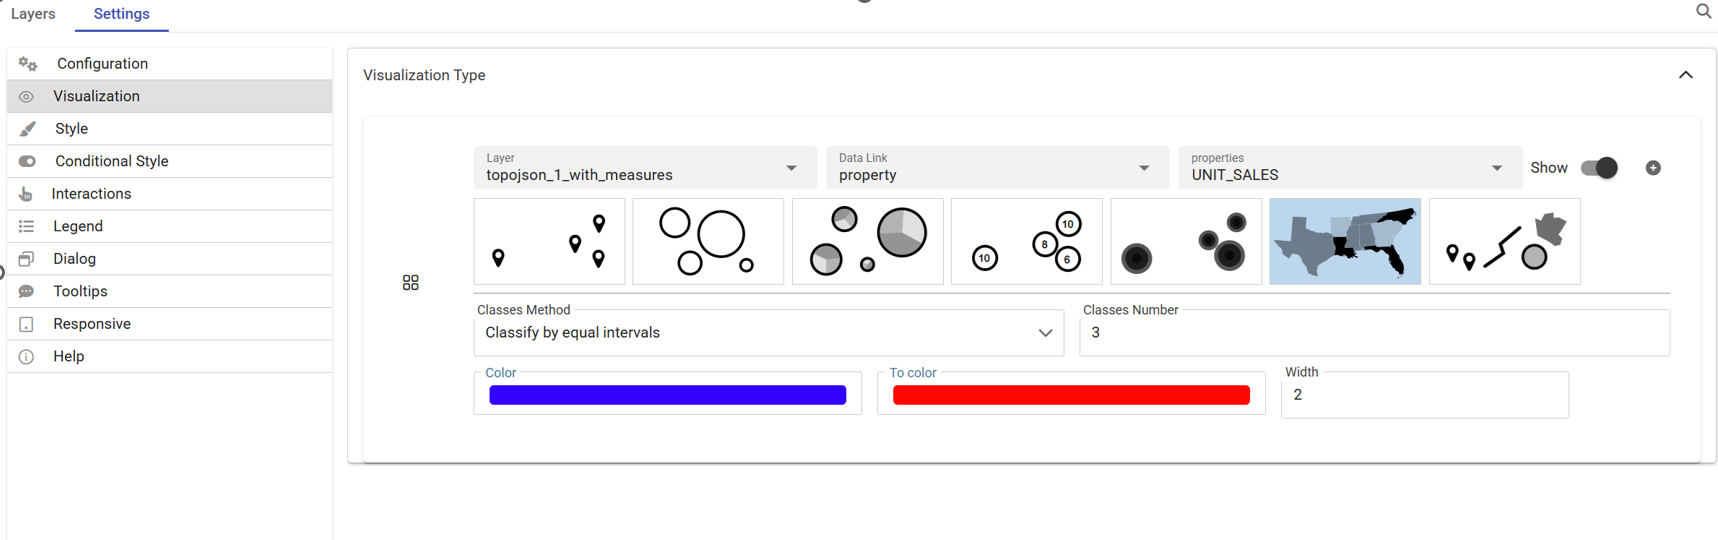 Layers
Settings
Configuration
Visualization
Style
Conditional Style
Interactions
Legend
Dialog
Tooltips
Responsive
Help
Visualization Type
Layer
topojson_1_with_measures
Data Link
property
properties
UNIT_SALES
Show
10
8
10
6
Classes Method
Classify by equal intervals
Classes Number
3
Color
To color
Width
2